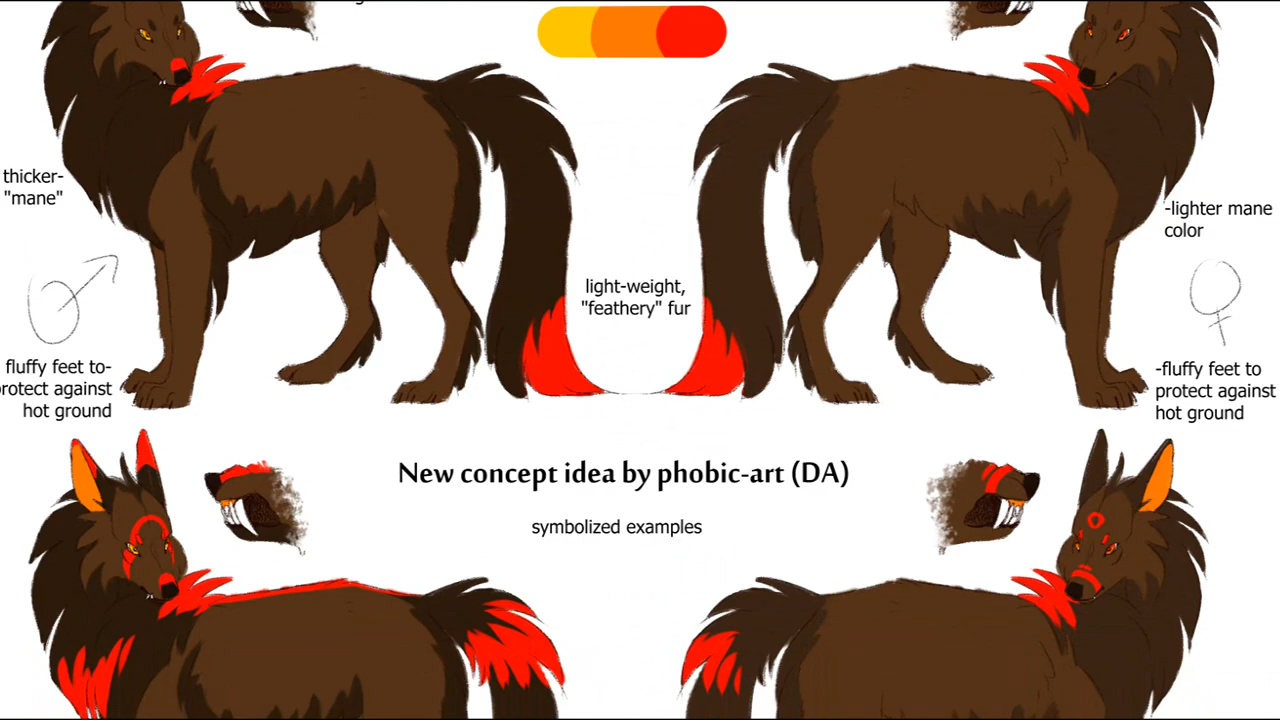 thicker-
"mane"
-lighter mane
color
light-weight,
"feathery" fur
fluffy feet to-
protect against
hot ground
-fluffy feet to
protect against
hot ground
New concept idea by phobic-art (DA)
symbolized examples